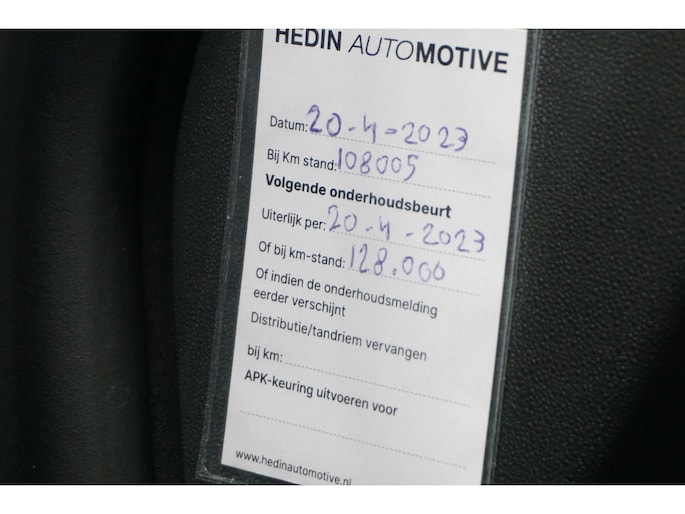 HEDIN AUTOMOTIVE
Datum: 20-4-2023
Bij Km stand: 108005
Volgende onderhoudsbeurt
Uiterlijk per: 20-4-2023
Of bij km-stand: 128.000
Of indien de onderhoudsmelding
eerder verschijnt
Distributie/tandriem vervangen
bij km:
APK-keuring uitvoeren voor
www.hedinautomotive.nl